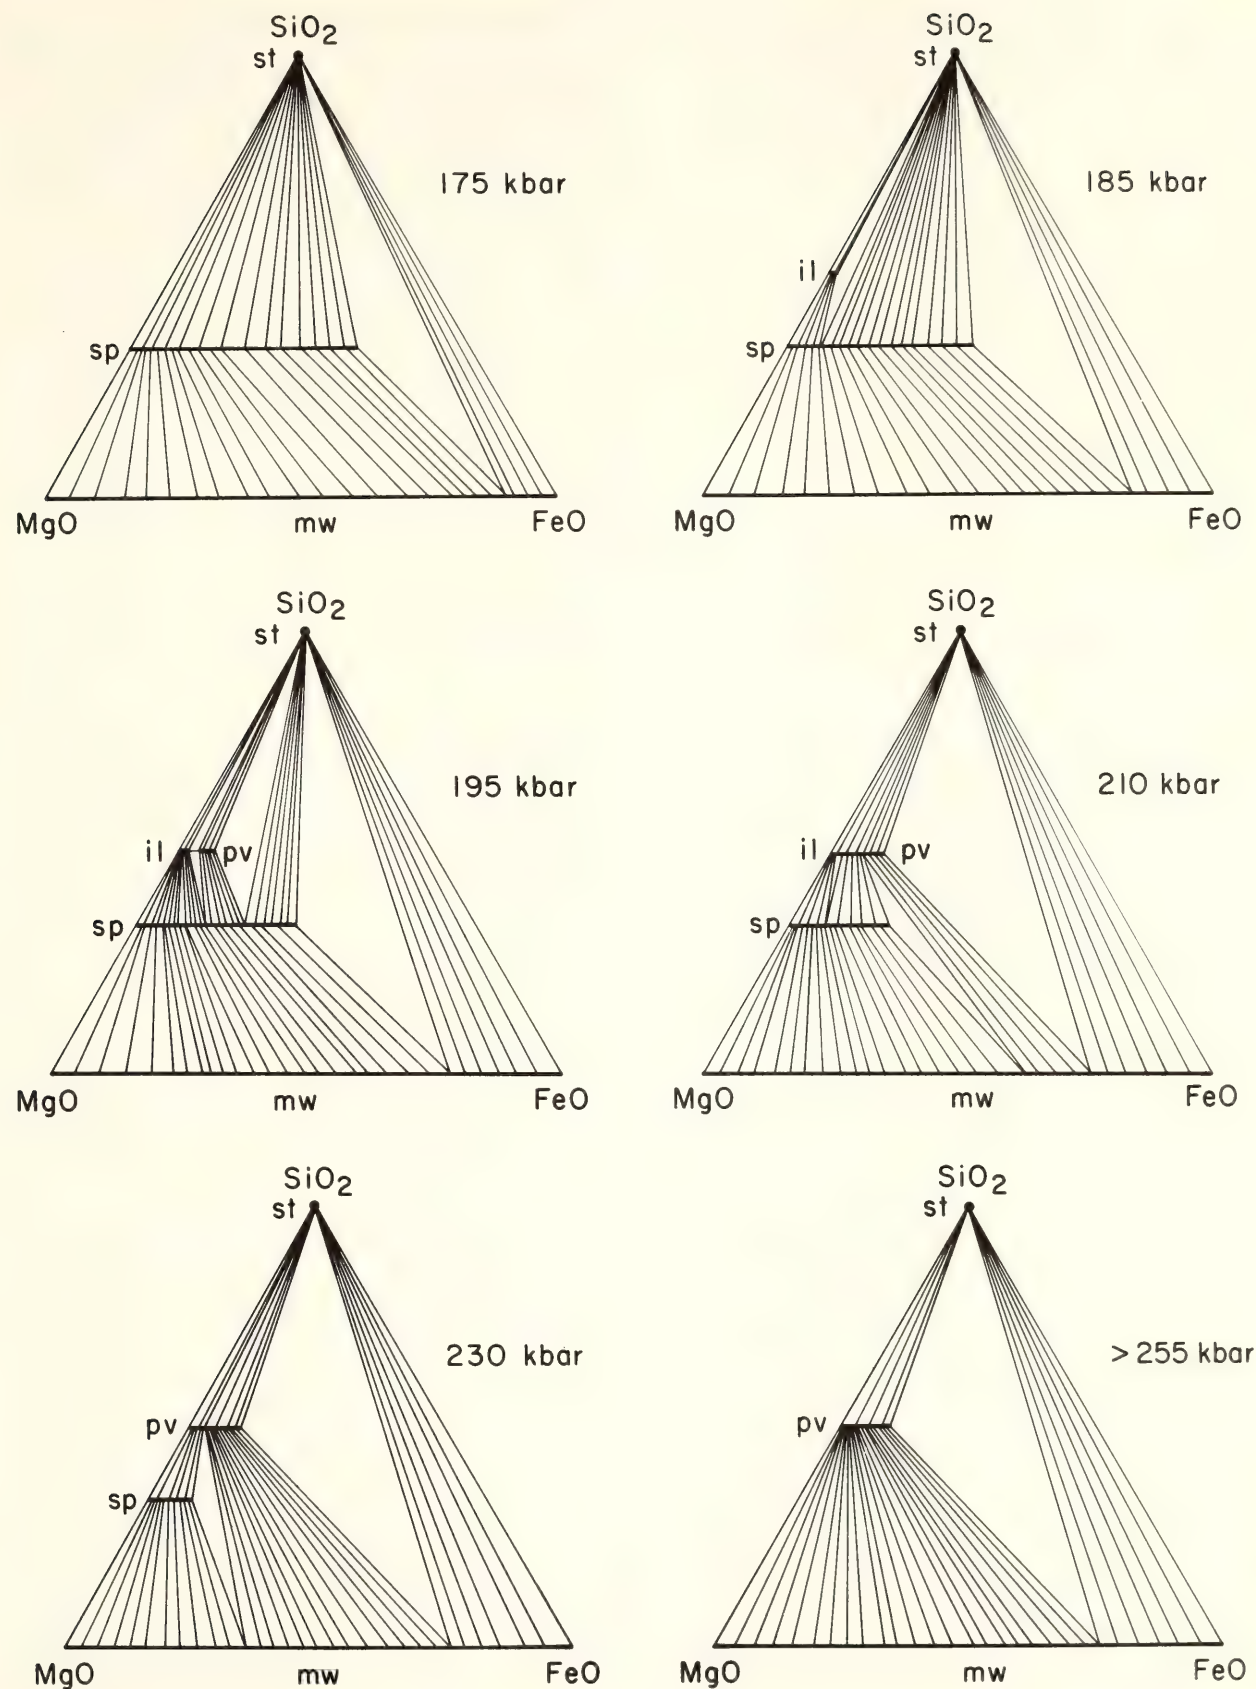 SiO2
st
175 kbar
sp
MgO mw FeO
SiO2
st
185 kbar
il
sp
MgO mw FeO
SiO2
st
195 kbar
il pv
sp
MgO mw FeO
SiO2
st
210 kbar
il pv
sp
MgO mw FeO
SiO2
st
230 kbar
pv
sp
MgO mw FeO
SiO2
st
> 255 kbar
pv
MgO mw FeO